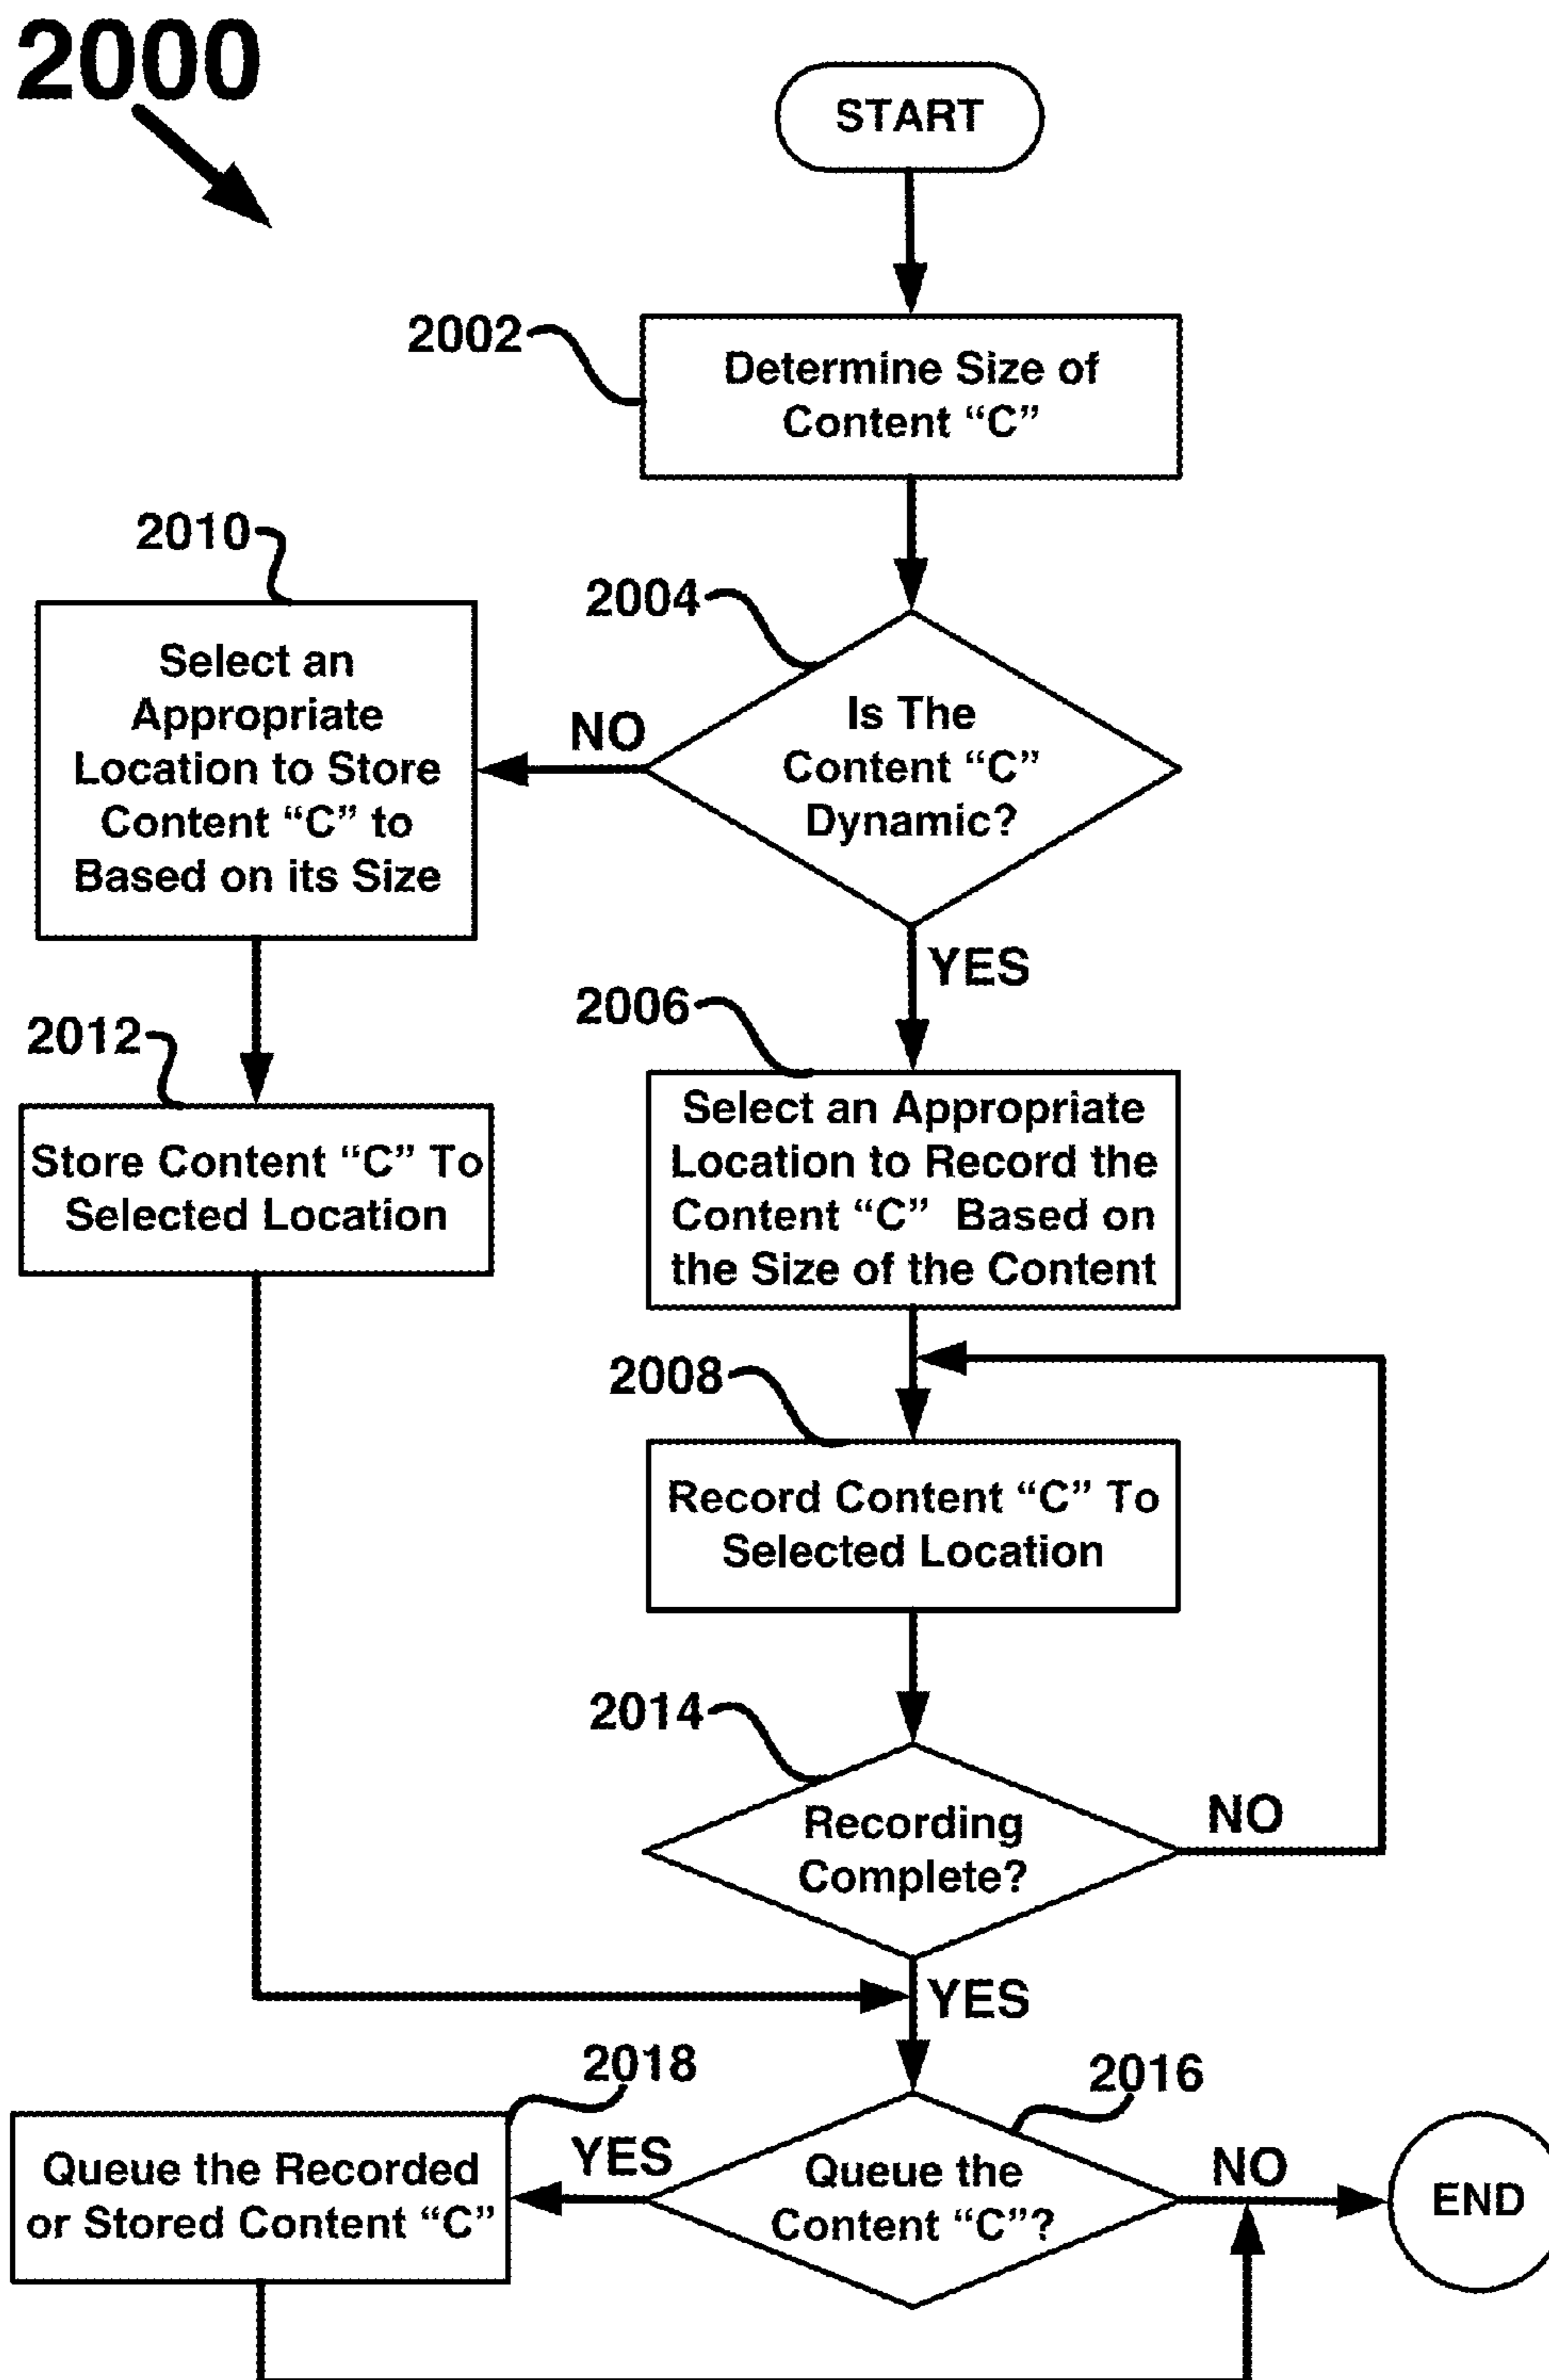 2000
START
2002
Determine Size of
Content “C”
2010
2004
Select an
Appropriate
Location to Store
Content “C” to
Based on its Size
NO
Is The
Content “C”
Dynamic?
YES
2006
2012
Store Content “C” To
Selected Location
Select an Appropriate
Location to Record the
Content “C”  Based on
the Size of the Content
2008
Record Content “C” To
Selected Location
2014
Recording
Complete?
NO
YES
2018
2016
Queue the Recorded
or Stored Content “C”
YES
Queue the
Content “C”?
NO
END